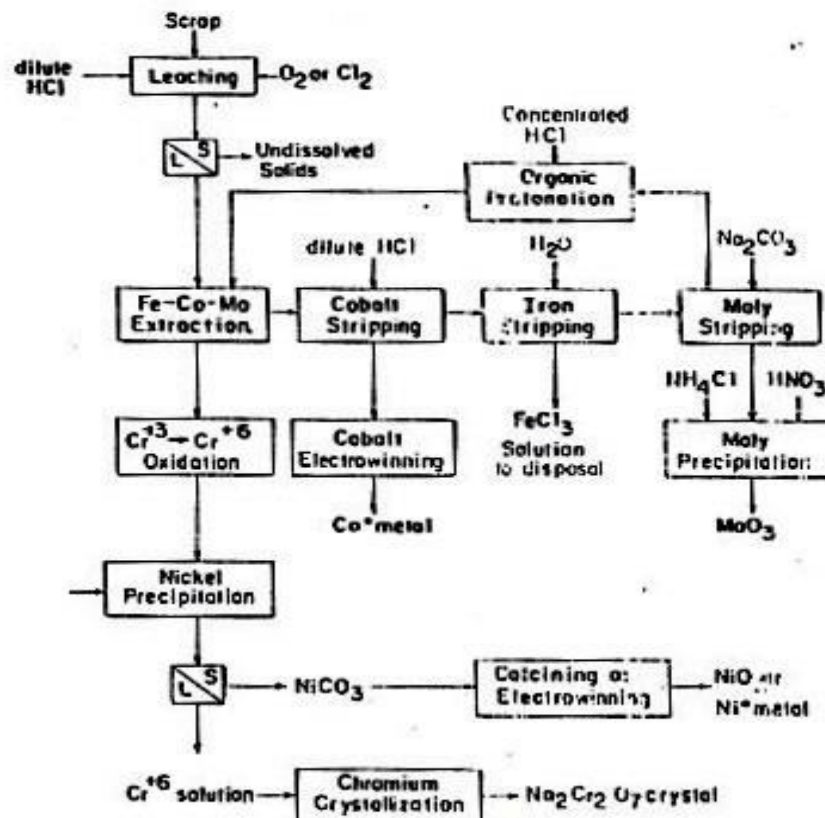 Scrap
dilute
HCl
Leaching
O2 or Cl2
L S
Undissolved
Solids
Concentrated
HCl
Organic
Protonation
dilute HCl
H2O
Na2CO3
Fe-Co-Mo
Extraction
Cobalt
Stripping
Iron
Stripping
Moly
Stripping
NH4Cl
HNO3
Cr+3 → Cr+6
Oxidation
Cobalt
Electrowinning
FeCl3
Solution
to disposal
Moly
Precipitation
Co° metal
MoO3
Nickel
Precipitation
L S
NiCO3
Calcining or
Electrowinning
NiO or
Ni° metal
Cr+6 solution
Chromium
Crystallization
Na2Cr2O7 crystal